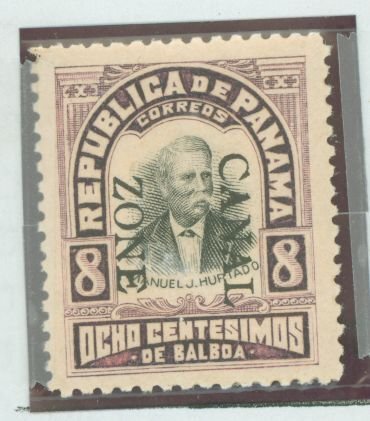 REPUBLICA DE PANAMA
CORREOS
CANAL
ZONE
MANUEL J. HURTADO
8 8
OCHO CENTESIMOS
DE BALBOA